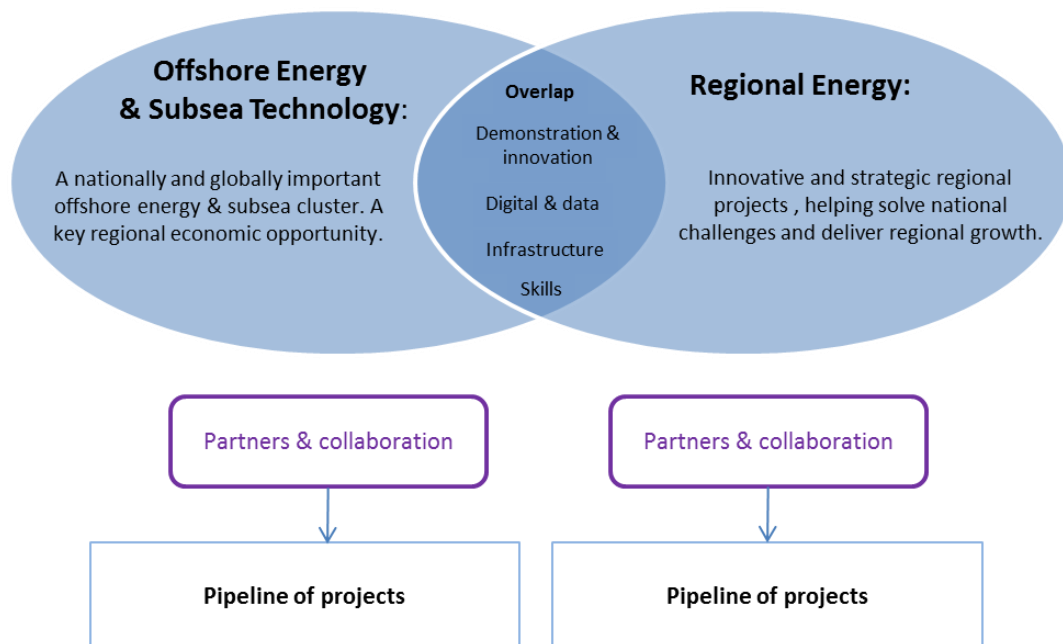 Offshore Energy
& Subsea Technology:
A nationally and globally important
offshore energy & subsea cluster. A
key regional economic opportunity.
Overlap
Demonstration &
innovation
Digital & data
Infrastructure
Skills
Regional Energy:
Innovative and strategic regional
projects , helping solve national
challenges and deliver regional growth.
Partners & collaboration
Partners & collaboration
Pipeline of projects
Pipeline of projects